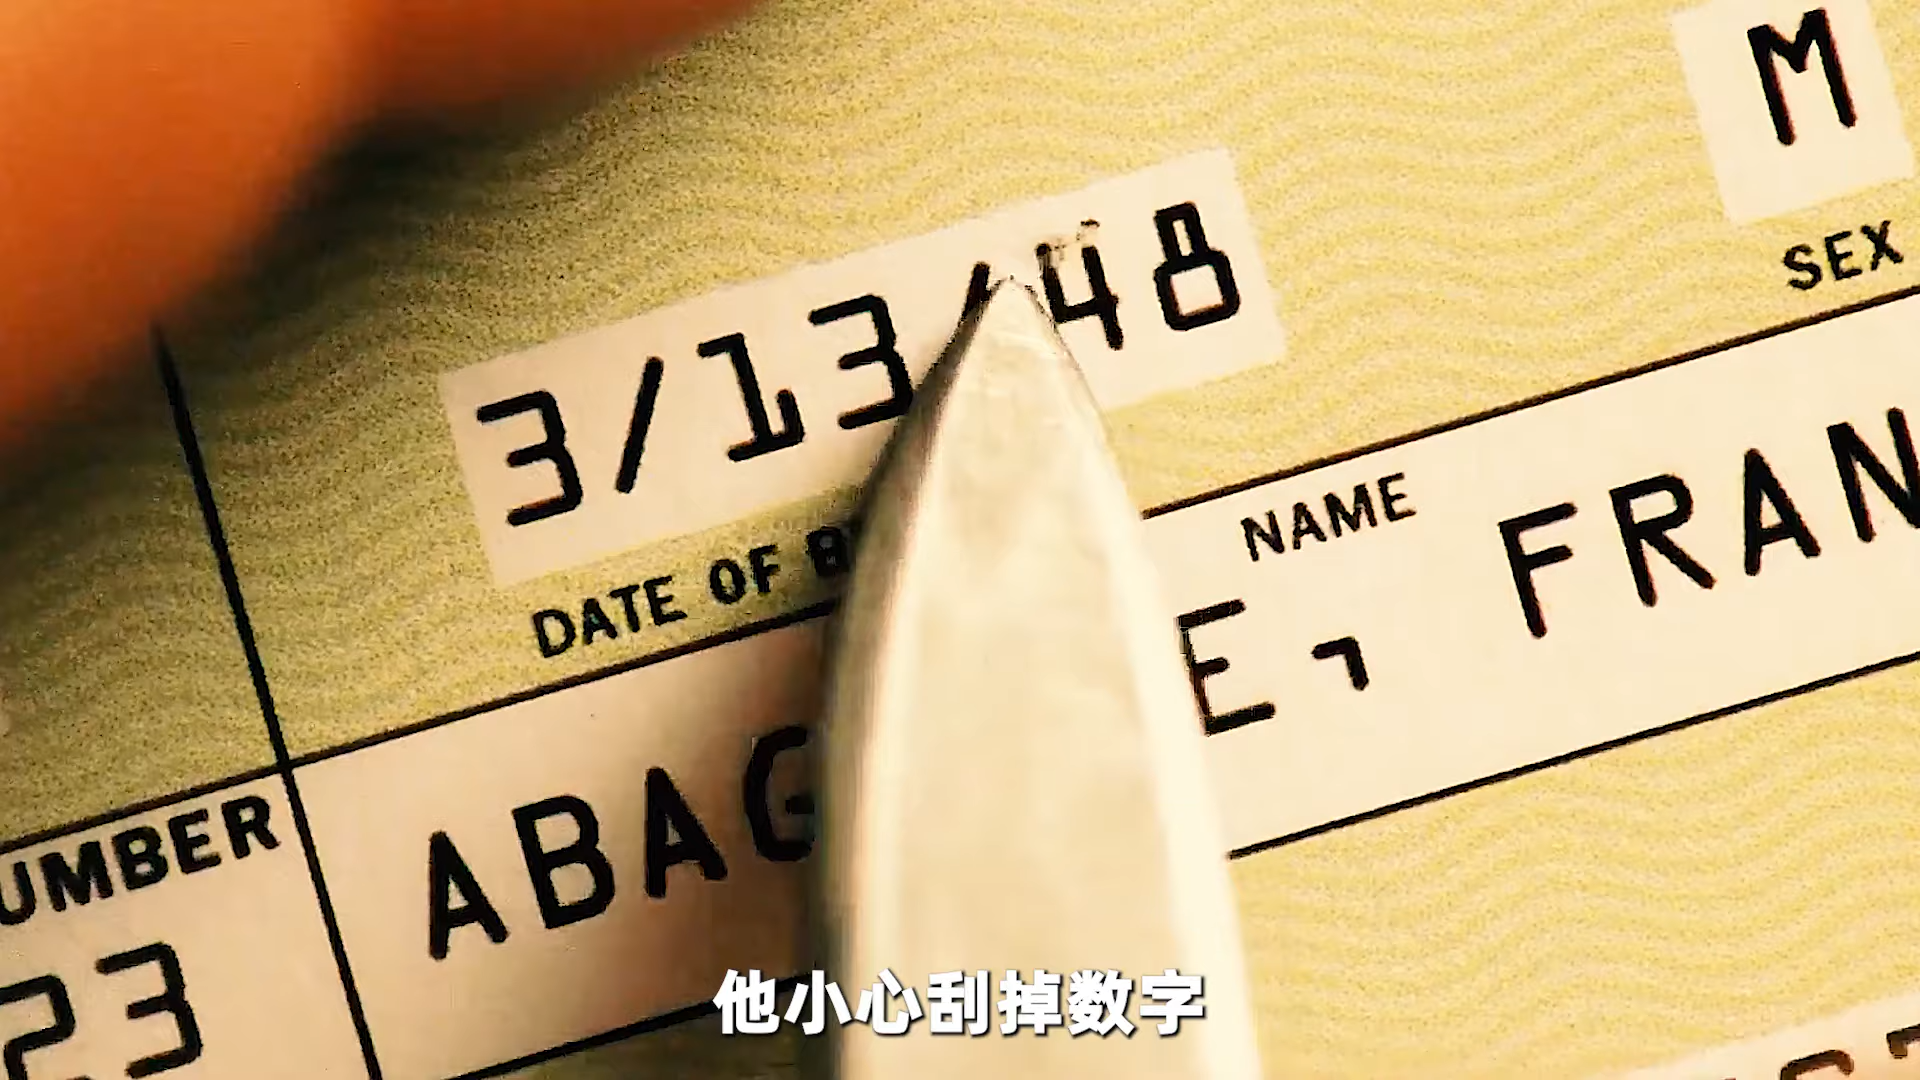 M
SEX
3/13/48
DATE OF B
NAME
ABAG E, FRAN
UMBER
23
他小心刮掉数字